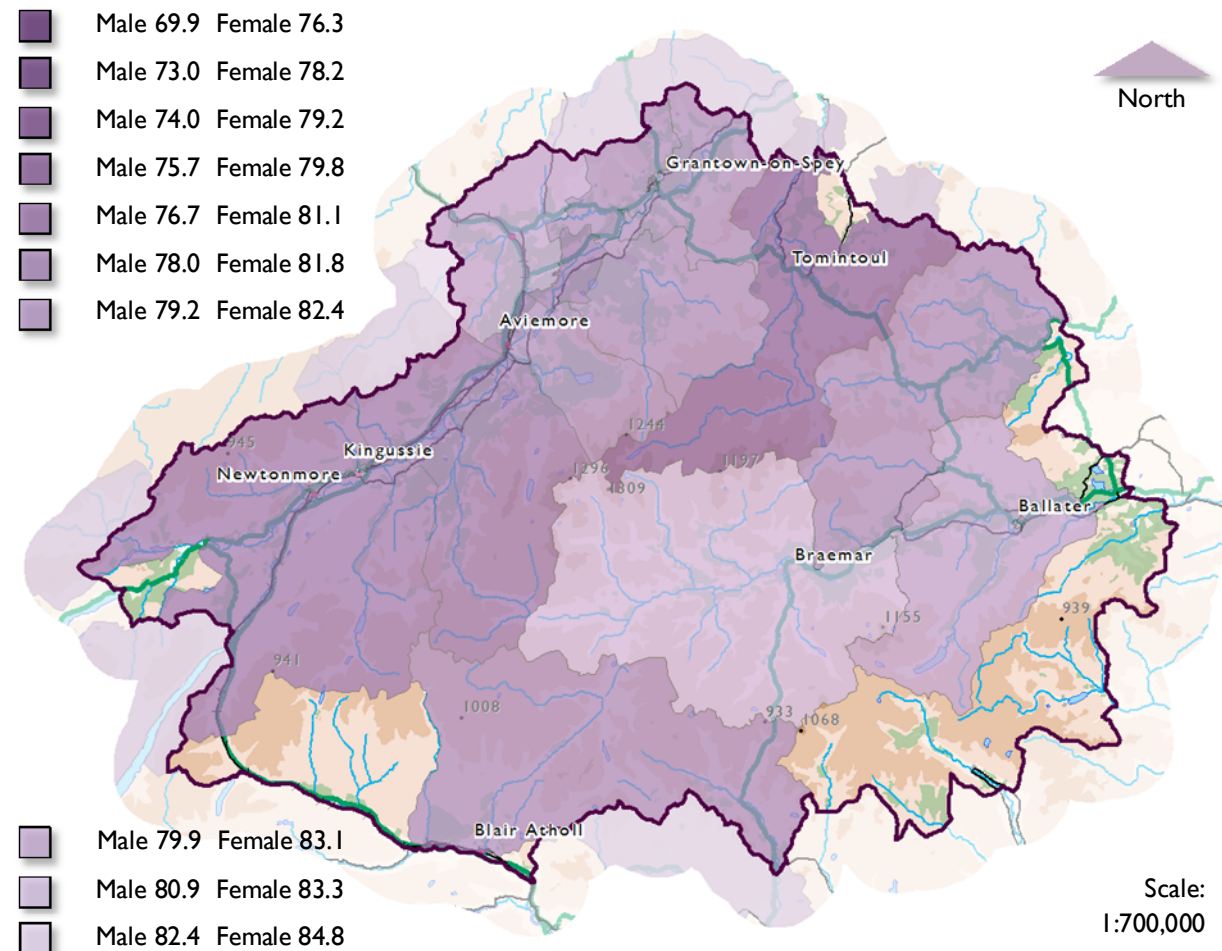 Male 69.9 Female 76.3
Male 73.0 Female 78.2
Male 74.0 Female 79.2
Male 75.7 Female 79.8
Male 76.7 Female 81.1
Male 78.0 Female 81.8
Male 79.2 Female 82.4
North
Grantown-on-Spey
Tomintoul
Aviemore
1244
945
Kingussie
1296
1197
Newtonmore
1309
Ballater
Braemar
939
1155
941
1008
933
1068
Blair Atholl
Male 79.9 Female 83.1
Male 80.9 Female 83.3
Male 82.4 Female 84.8
Scale:
1:700,000